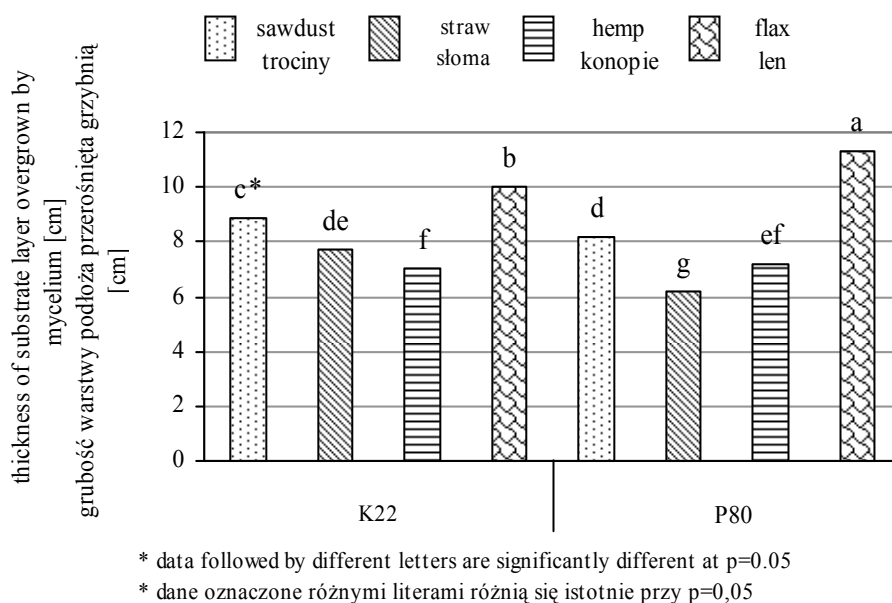 sawdust straw hemp flax
trociny słoma konopie len
thickness of substrate layer overgrown by
mycelium [cm]
grubość warstwy podłoża przerośnięta grzybnią
[cm]
12
10
8
6
4
2
0
c* de f b d g ef a
K22 P80
* data followed by different letters are significantly different at p=0.05
* dane oznaczone różnymi literami różnią się istotnie przy p=0,05